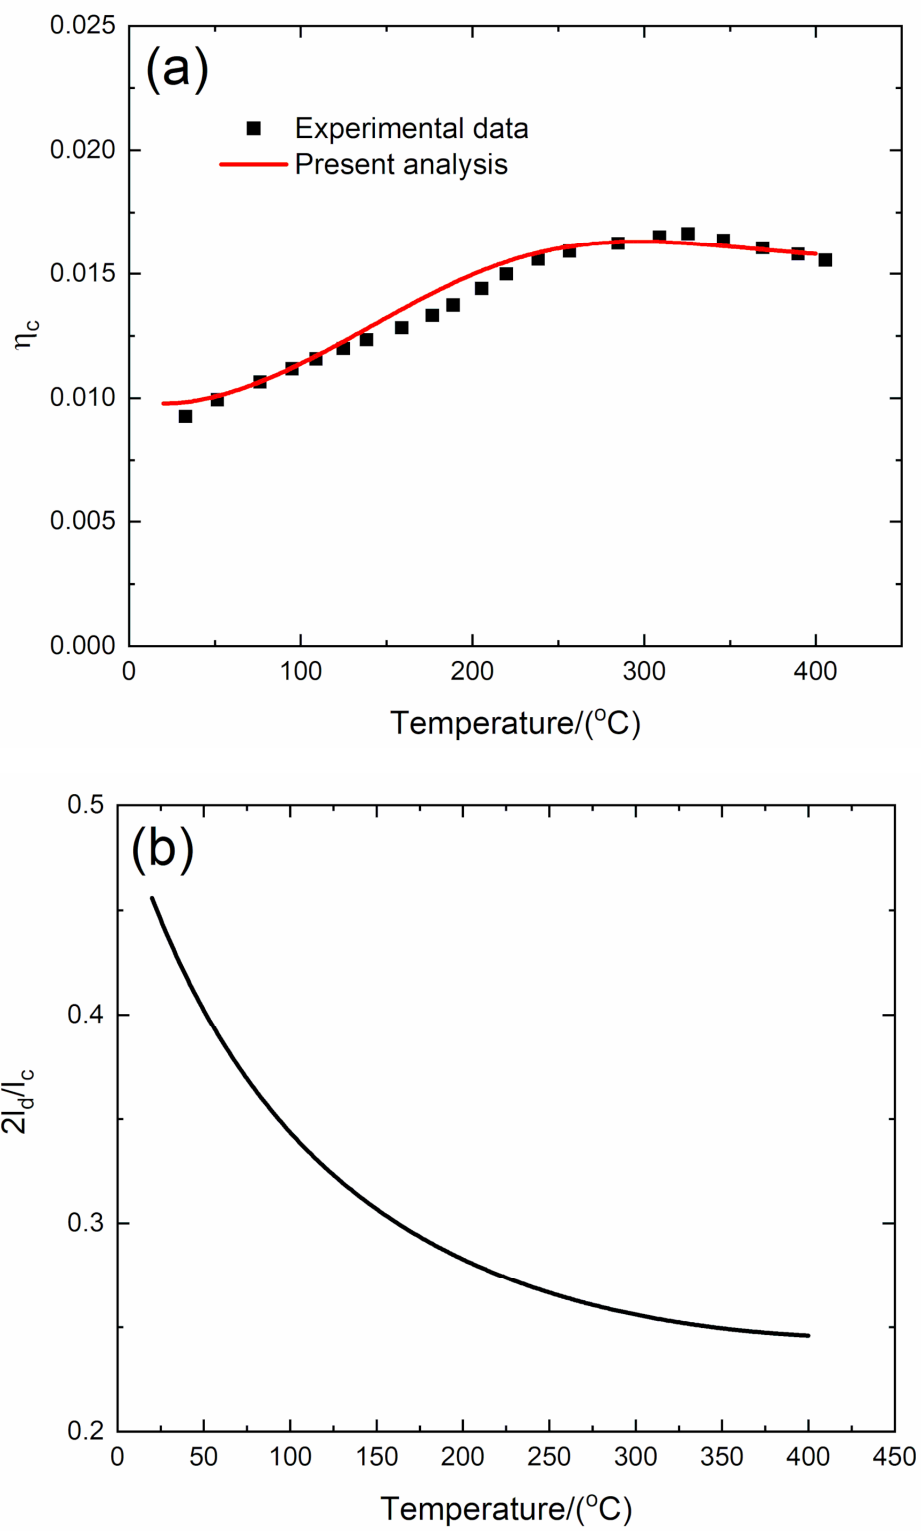 (a)
Experimental data
Present analysis
0.025
0.020
0.015
0.010
0.005
0.000
ηc
0 100 200 300 400
Temperature/(oC)
(b)
0.5
0.4
0.3
0.2
2ld/lc
0 50 100 150 200 250 300 350 400 450
Temperature/(oC)